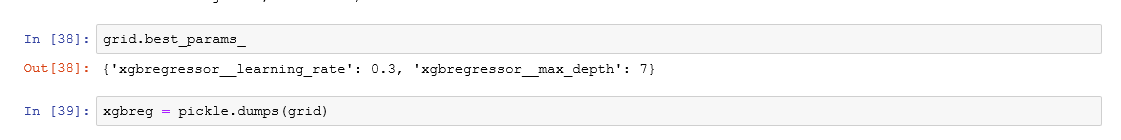 In [38]: grid.best_params_
Out[38]: {'xgbregressor__learning_rate': 0.3, 'xgbregressor__max_depth': 7}
In [39]: xgbreg = pickle.dumps(grid)